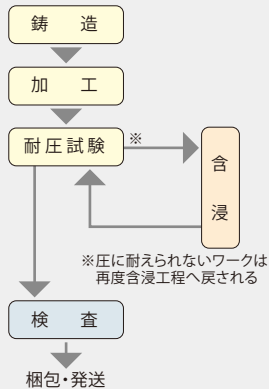 鋳　造
加　工
耐圧試験
※
含浸
※圧に耐えられないワークは
再度含浸工程へ戻される
検　査
梱包・発送